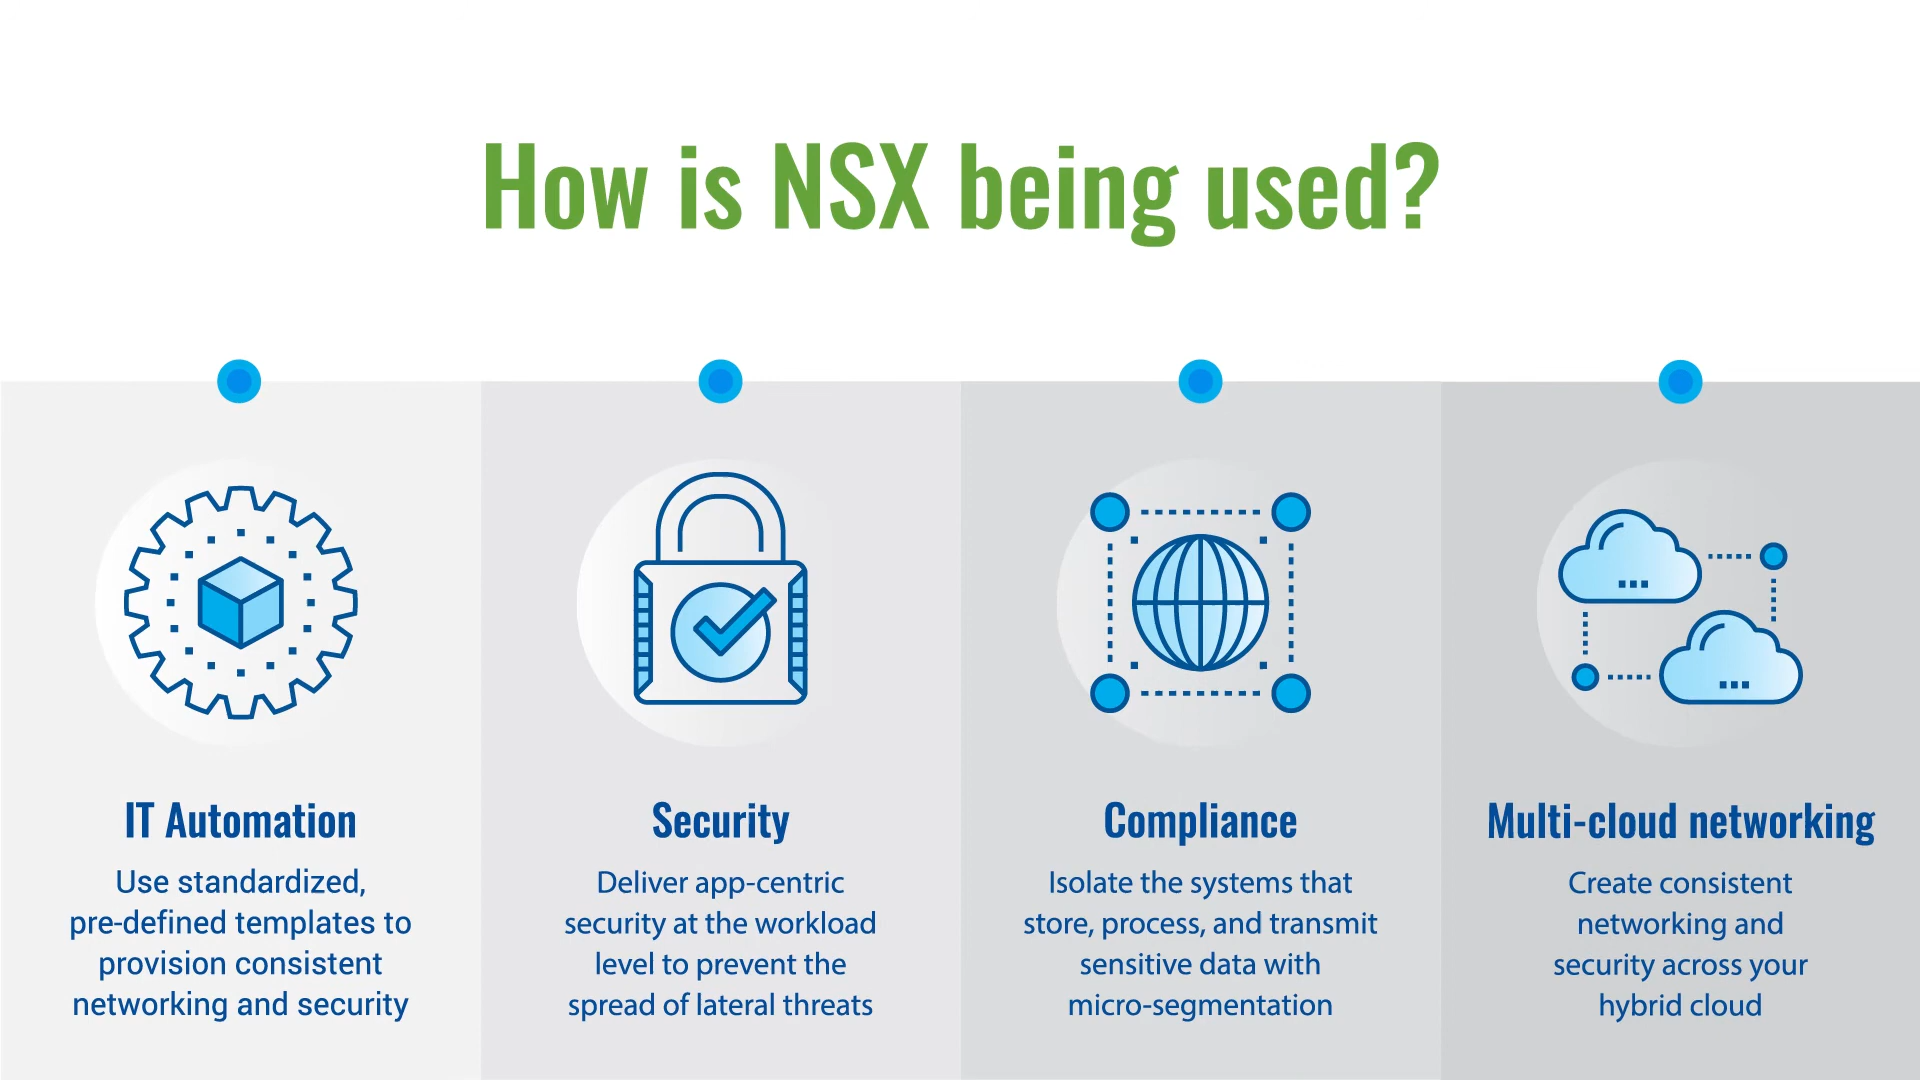 How is NSX being used?
IT Automation
Use standardized,
pre-defined templates to
provision consistent
networking and security
Security
Deliver app-centric
security at the workload
level to prevent the
spread of lateral threats
Compliance
Isolate the systems that
store, process, and transmit
sensitive data with
micro-segmentation
Multi-cloud networking
Create consistent
networking and
security across your
hybrid cloud